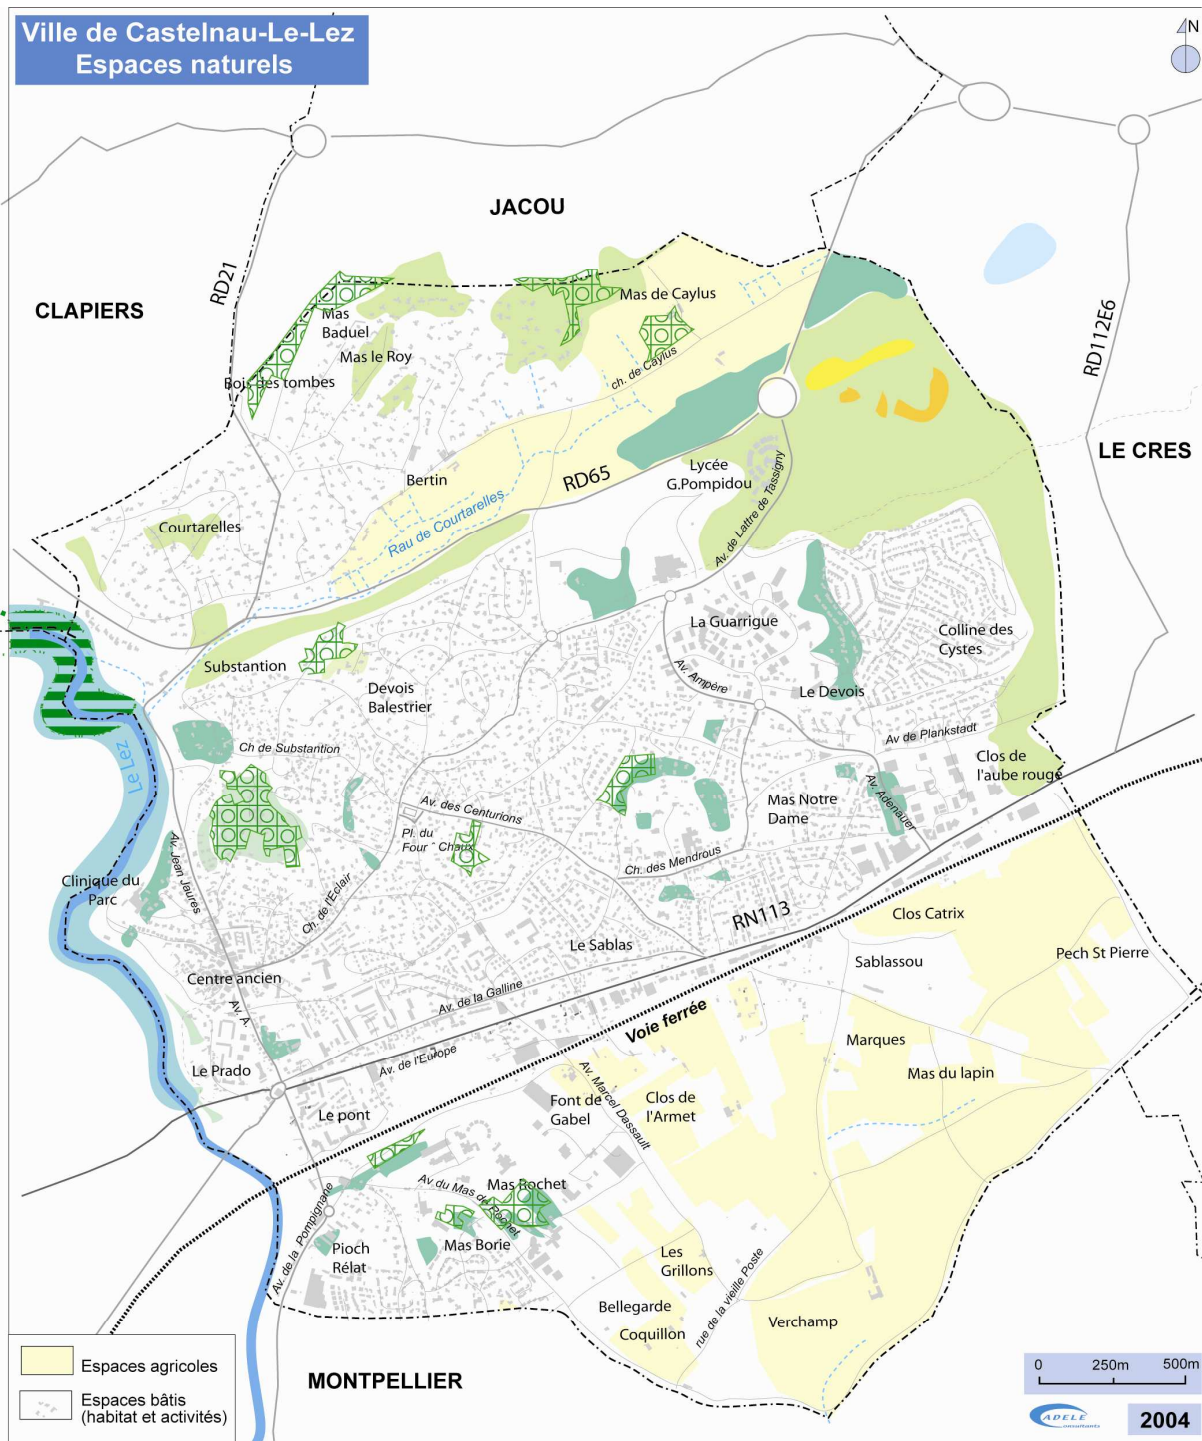 Ville de Castelnau-Le-Lez
Espaces naturels
N
JACOU
CLAPIERS
RD21
RD112E6
LE CRES
Mas
Baduel
Mas de Caylus
Mas le Roy
Bois des tombes
ch. de Caylus
Bertin
RD65
Lycée
G.Pompidou
Rau de Courtarelles
Av. de Lattre de Tassigny
Courtarelles
La Guarrigue
Colline des
Cystes
Substantion
Devois
Balestrier
Av. Ampère
Le Devois
Le Lez
Ch de Substantion
Av de Plankstadt
Clos de
l'aube rouge
Av. des Centurions
Mas Notre
Dame
Av. Adenauer
Pl. du
Four ¨ Chaux
Av. Jean Jaures
Clinique du
Parc
Ch. de l'Eclair
Ch. des Mendrous
RN113
Clos Catrix
Le Sablas
Sablassou
Pech St Pierre
Centre ancien
Av. de la Galline
Av. A.
Voie ferrée
Marques
Av. de l'Europe
Le Prado
Mas du lapin
Av. Marcel Dassault
Le pont
Font de
Gabel
Clos de
l'Armet
Mas Rochet
Av du Mas de Rochet
Av. de la Pompignane
Pioch
Rélat
Mas Borie
Les
Grillons
rue de la vieille Poste
Bellegarde
Coquillon
Verchamp
MONTPELLIER
Espaces agricoles
Espaces bâtis
(habitat et activités)
0 250m 500m
ADELE
consultants
2004